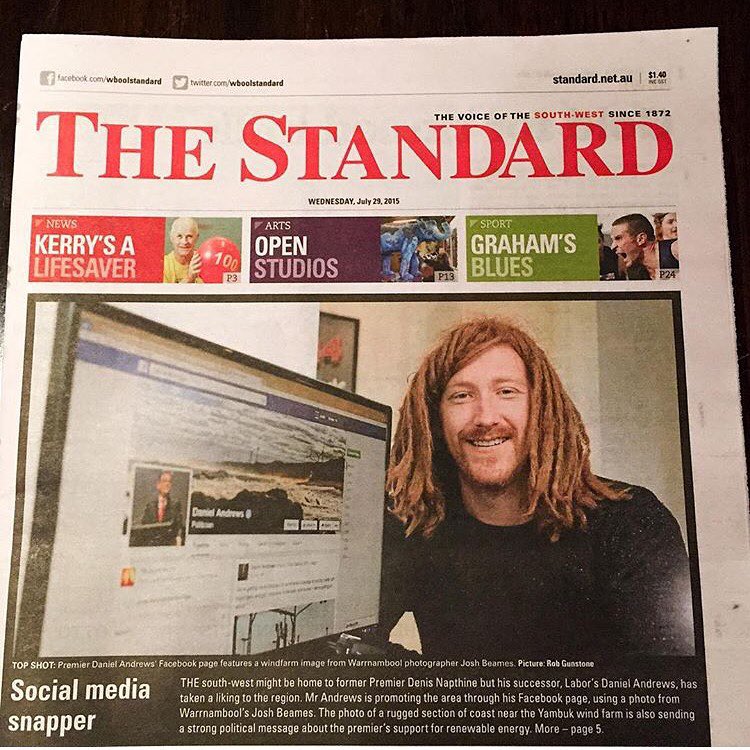 facebook.com/wboolstandard
twitter.com/wboolstandard
standard.net.au
$1.40
INC GST
THE VOICE OF THE SOUTH-WEST SINCE 1872
THE STANDARD
WEDNESDAY, July 29, 2015
NEWS
KERRY'S A
LIFESAVER
100
P3
ARTS
OPEN
STUDIOS
P13
SPORT
GRAHAM'S
BLUES
P24
Daniel Andrews
Politician
TOP SHOT: Premier Daniel Andrews' Facebook page features a windfarm image from Warrnambool photographer Josh Beames. Picture: Rob Gunstone
Social media
snapper
THE south-west might be home to former Premier Denis Napthine but his successor, Labor's Daniel Andrews, has
taken a liking to the region. Mr Andrews is promoting the area through his Facebook page, using a photo from
Warrnambool's Josh Beames. The photo of a rugged section of coast near the Yambuk wind farm is also sending
a strong political message about the premier's support for renewable energy. More – page 5.